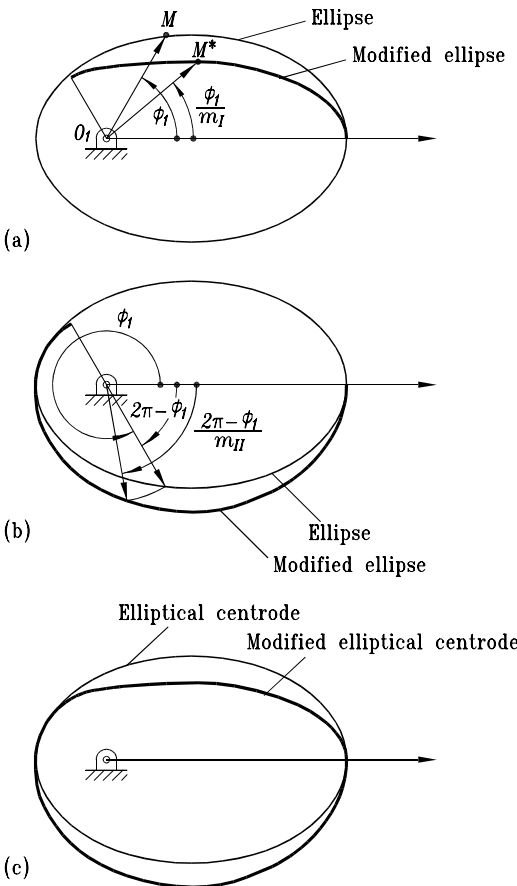 M
Ellipse
M*
Modified ellipse
ϕ1
ϕ1/mI
O1
(a)
ϕ1
2π−ϕ1
2π−ϕ1/mII
Ellipse
(b)
Modified ellipse
Elliptical centrode
Modified elliptical centrode
(c)